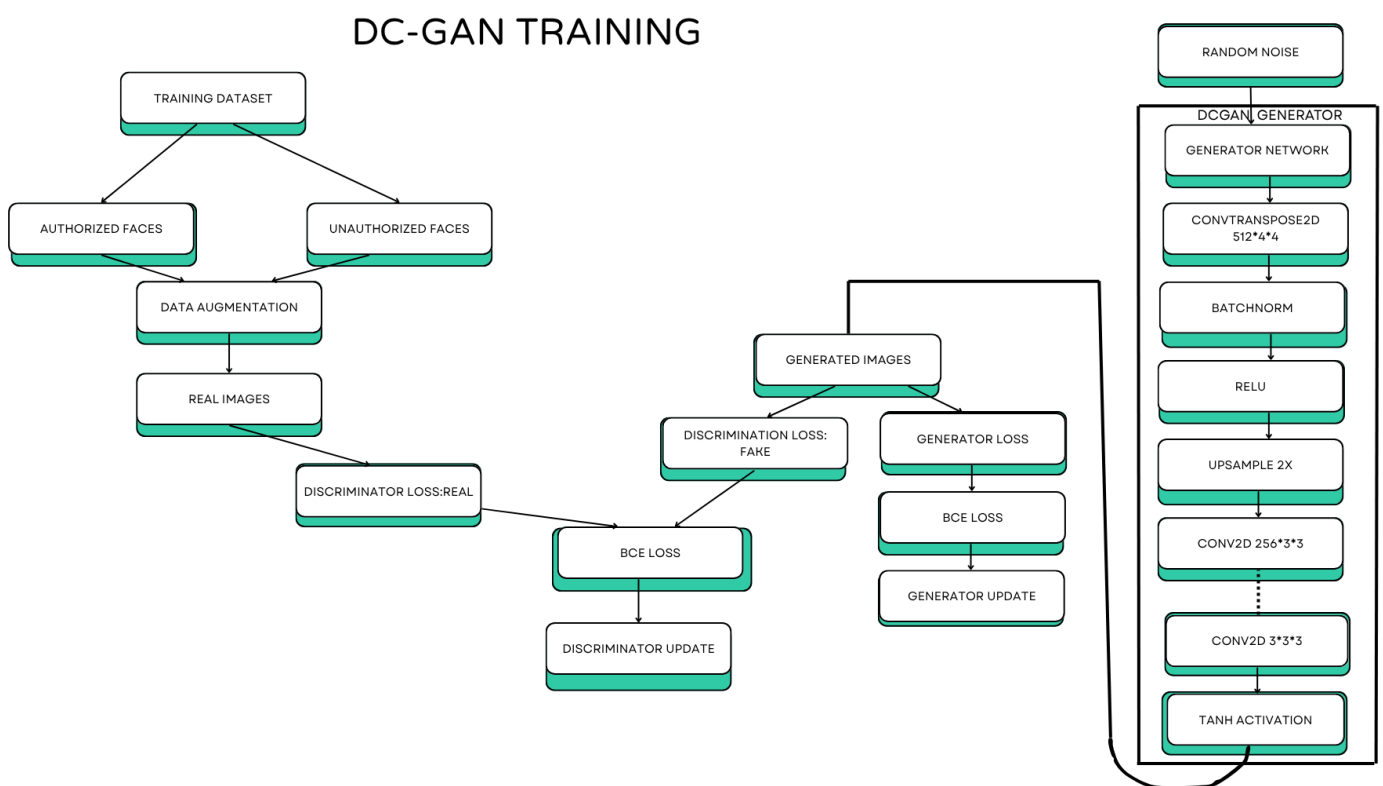 DC-GAN TRAINING
TRAINING DATASET
AUTHORIZED FACES
UNAUTHORIZED FACES
DATA AUGMENTATION
REAL IMAGES
DISCRIMINATOR LOSS:REAL
GENERATED IMAGES
DISCRIMINATION LOSS:
FAKE
GENERATOR LOSS
BCE LOSS
BCE LOSS
GENERATOR UPDATE
DISCRIMINATOR UPDATE
RANDOM NOISE
DCGAN GENERATOR
GENERATOR NETWORK
CONVTRANSPOSE2D
512*4*4
BATCHNORM
RELU
UPSAMPLE 2X
CONV2D 256*3*3
CONV2D 3*3*3
TANH ACTIVATION